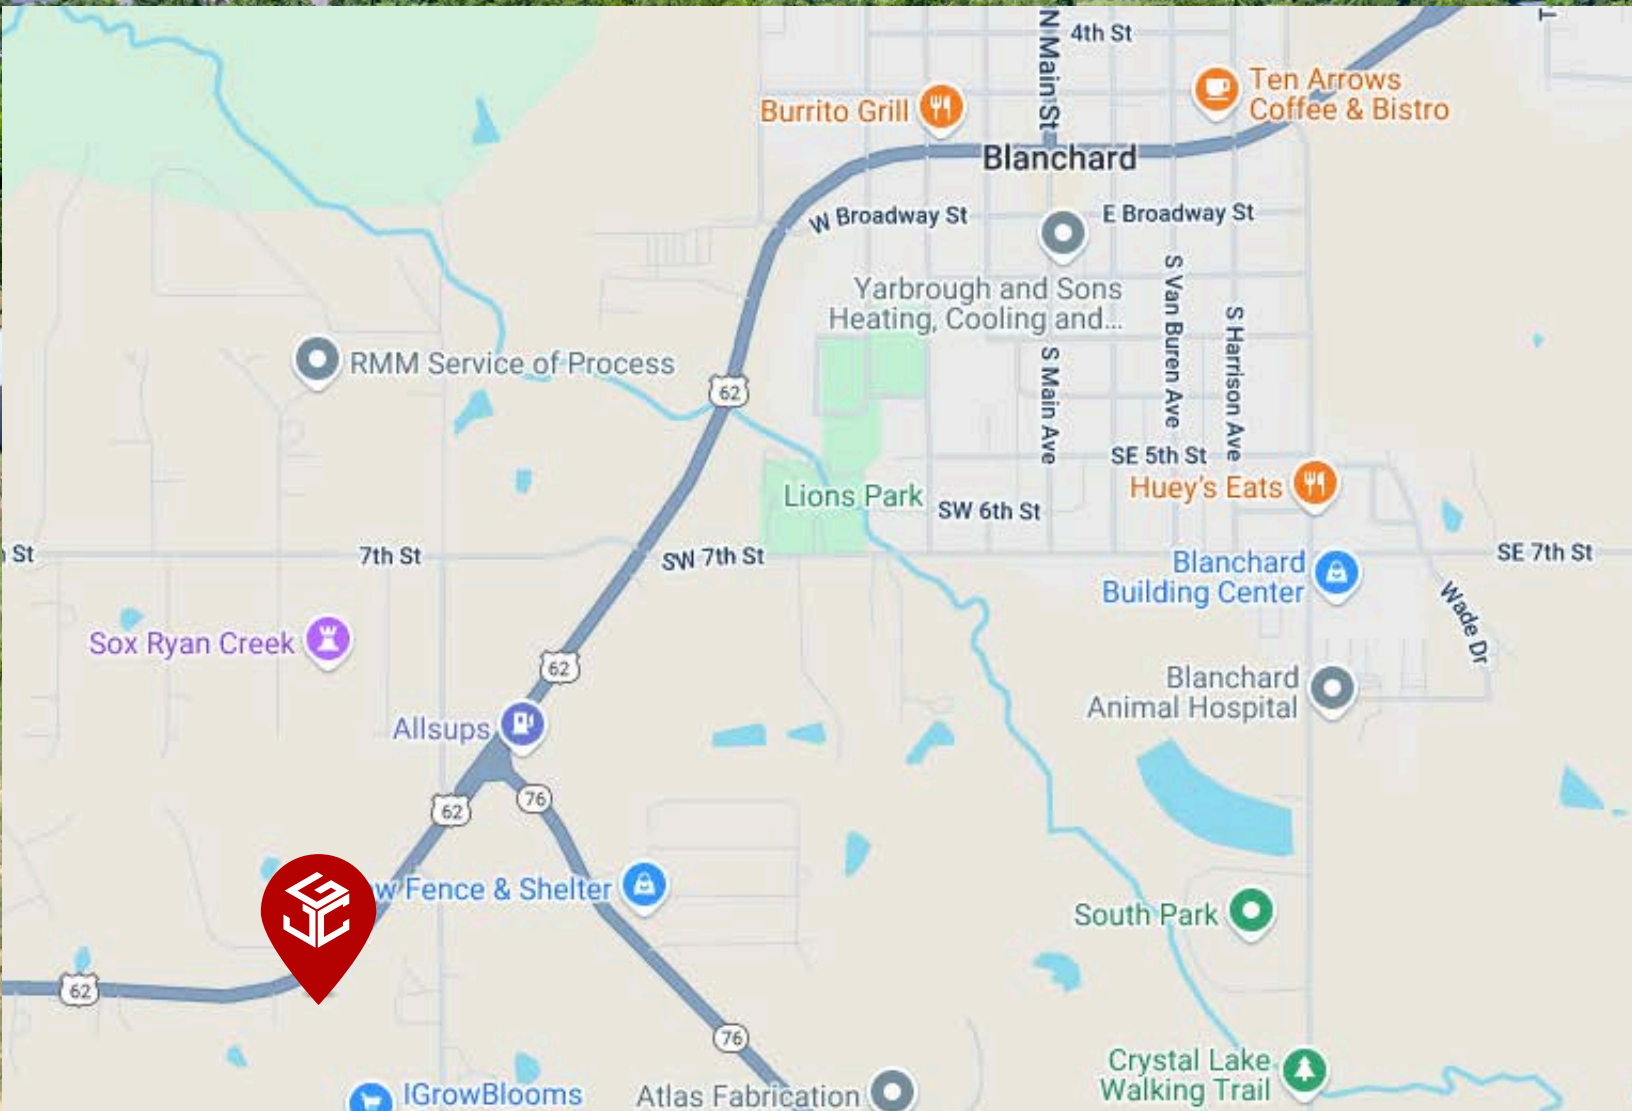 4th St
N Main St
Ten Arrows
Coffee & Bistro
Burrito Grill
Blanchard
W Broadway St
E Broadway St
Yarbrough and Sons
Heating, Cooling and...
S Van Buren Ave
S Harrison Ave
S Main Ave
RMM Service of Process
62
SE 5th St
Huey's Eats
Lions Park
SW 6th St
St
7th St
SW 7th St
SE 7th St
Blanchard
Building Center
Wade Dr
Sox Ryan Creek
62
Blanchard
Animal Hospital
Allsups
62
76
w Fence & Shelter
South Park
62
76
Crystal Lake
Walking Trail
IGrowBlooms
Atlas Fabrication